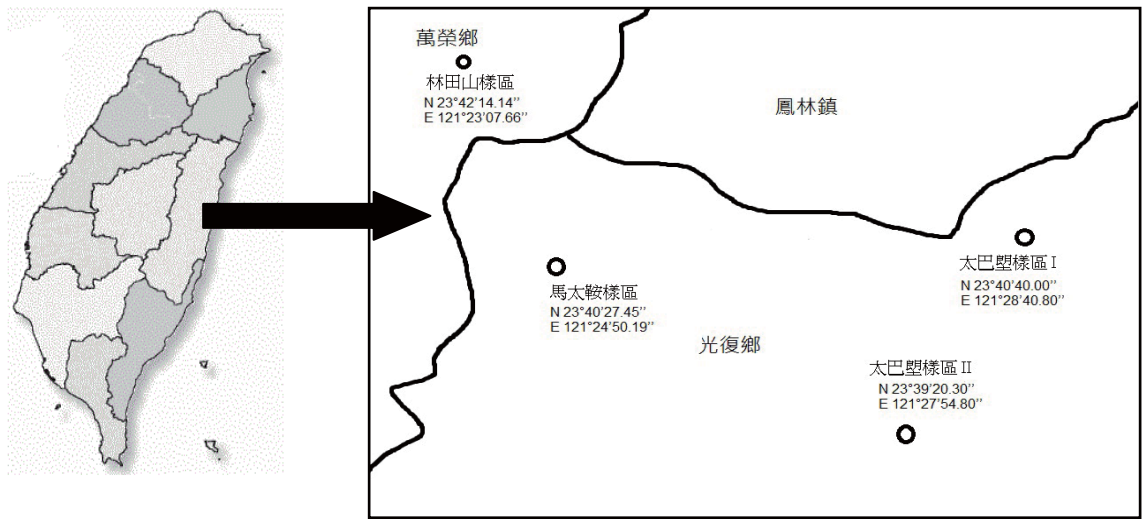 萬榮鄉
林田山樣區
N 23°42'14.14''
E 121°23'07.66''
鳳林鎮
太巴塱樣區 I
N 23°40'40.00''
E 121°28'40.80''
馬太鞍樣區
N 23°40'27.45''
E 121°24'50.19''
光復鄉
太巴塱樣區 II
N 23°39'20.30''
E 121°27'54.80''